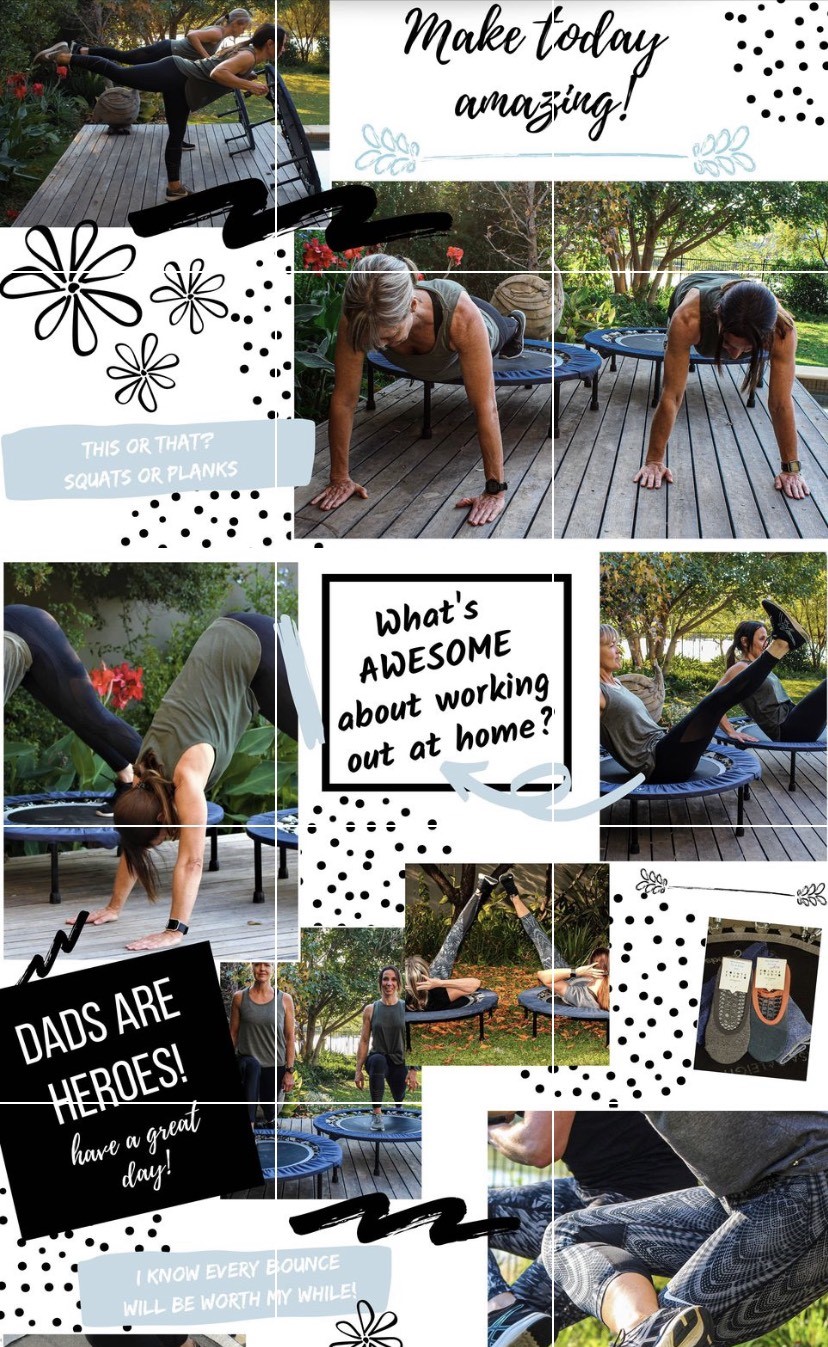 Make today
amazing!
THIS OR THAT?
SQUATS OR PLANKS
What's
AWESOME
about working
out at home?
DADS ARE
HEROES!
have a great
day!
I KNOW EVERY BOUNCE
WILL BE WORTH MY WHILE!